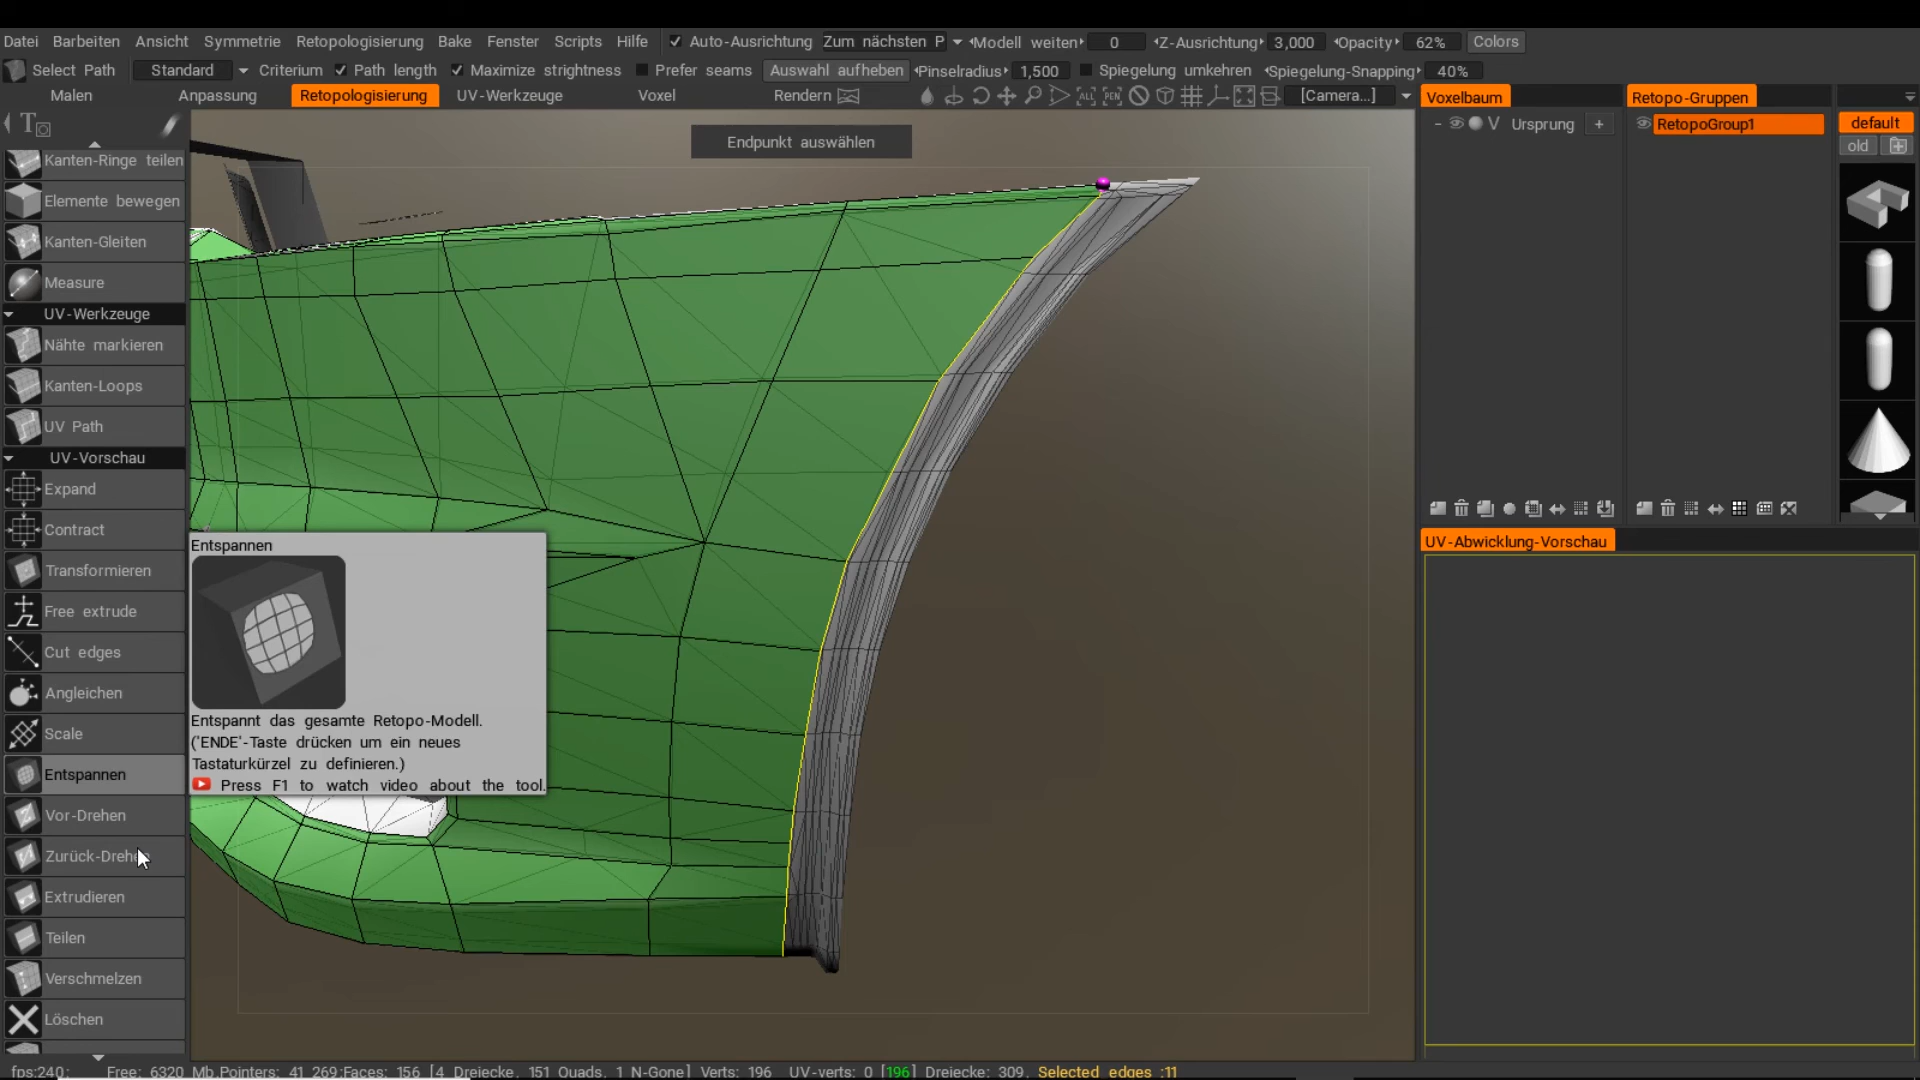 Datei Bearbeiten Ansicht Symmetrie Retopologisierung Bake Fenster Scripts Hilfe Auto-Ausrichtung Zum nächsten P Modell weiten 0 Z-Ausrichtung 3,000 Opacity 62% Colors
Select Path Standard Criterium Path length Maximize strightness Prefer seams Auswahl aufheben Pinselradius 1,500 Spiegelung umkehren Spiegelung-Snapping 40%
Malen Anpassung Retopologisierung UV-Werkzeuge Voxel Rendern ALL PEN [Camera...] Voxelbaum Retopo-Gruppen
V Ursprung + RetopoGroup1 default
old
Endpunkt auswählen
Kanten-Ringe teilen
Elemente bewegen
Kanten-Gleiten
Measure
UV-Werkzeuge
Nähte markieren
Kanten-Loops
UV Path
UV-Vorschau
Expand
Contract
Transformieren
Free extrude
Cut edges
Angleichen
Scale
Entspannen
Vor-Drehen
Zurück-Drehe
Extrudieren
Teilen
Verschmelzen
Löschen
Entspannen
Entspannt das gesamte Retopo-Modell.
('ENDE'-Taste drücken um ein neues
Tastaturkürzel zu definieren.)
Press F1 to watch video about the tool.
UV-Abwicklung-Vorschau
fps:240; Free: 6320 Mb,Pointers: 41 269;Faces: 156 [4 Dreiecke, 151 Quads, 1 N-Gone] Verts: 196 UV-verts: 0 [196] Dreiecke: 309, Selected edges :11